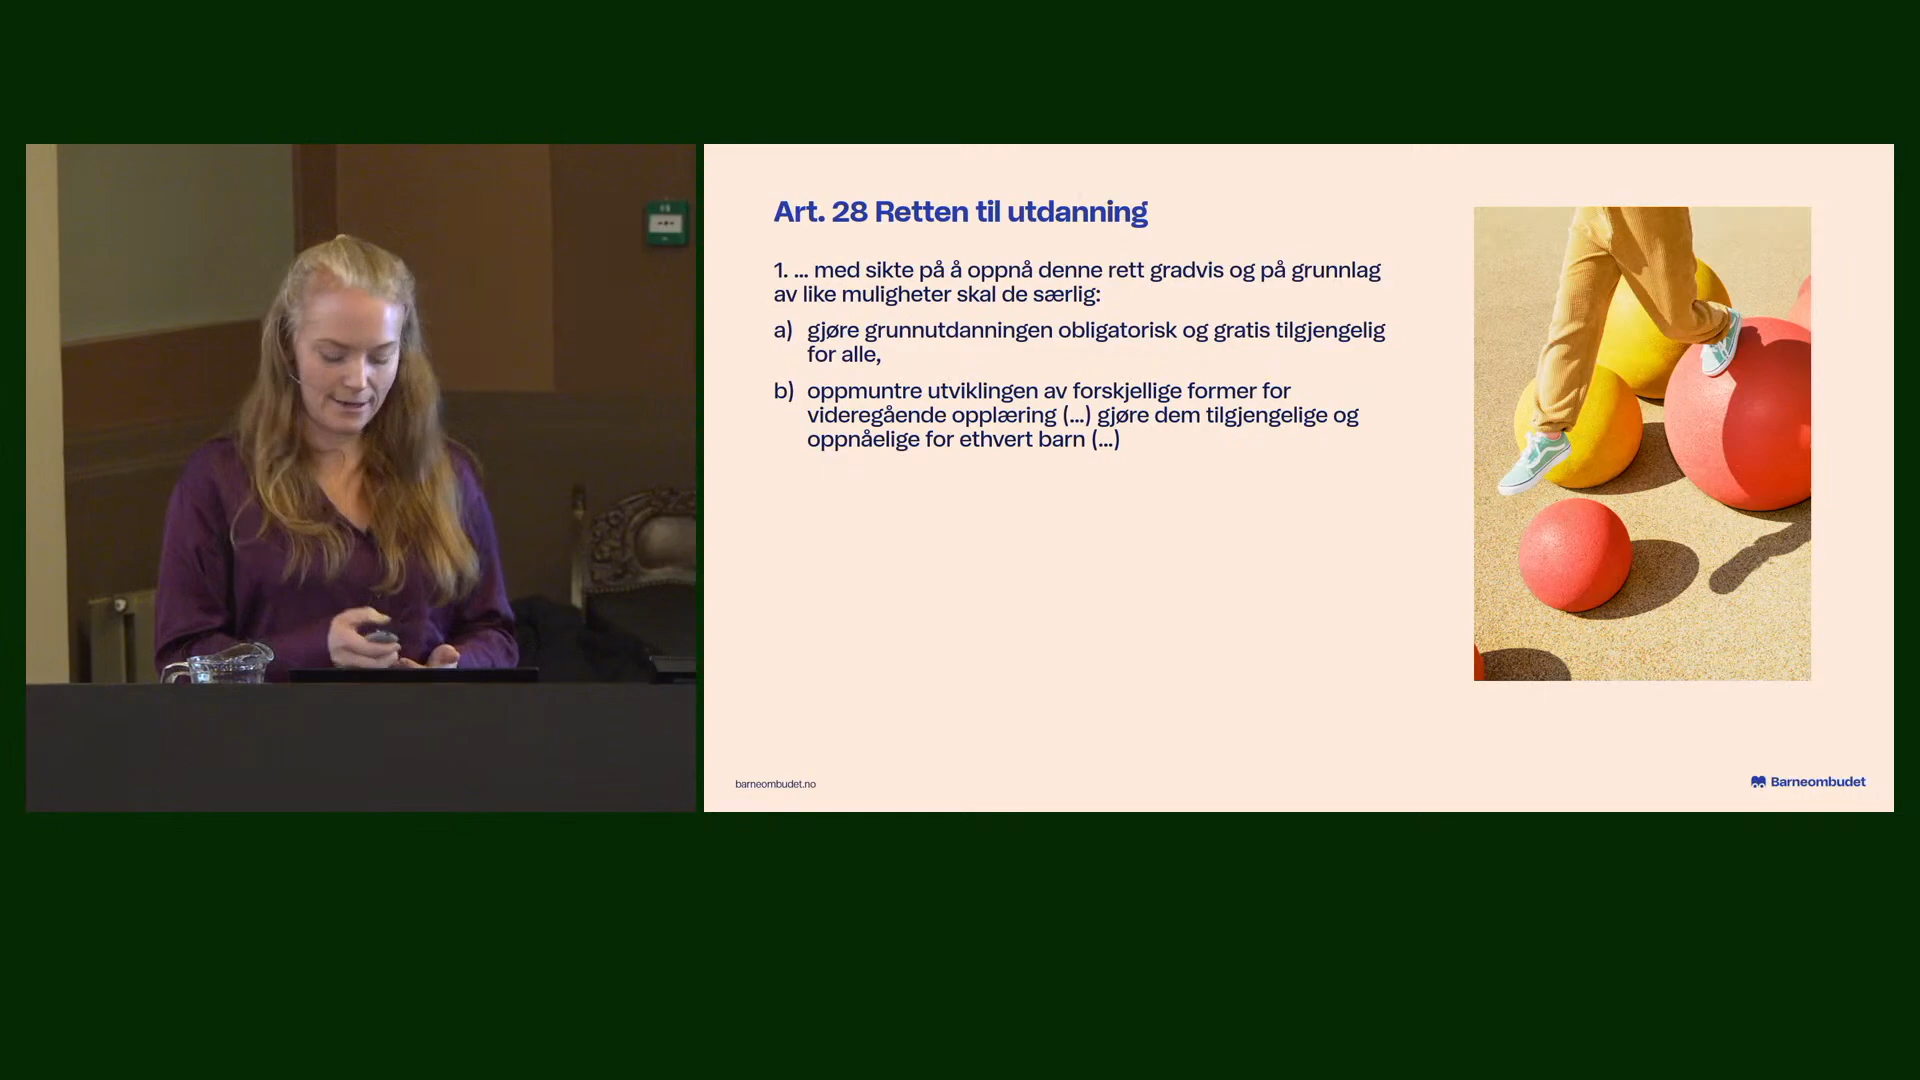 Art. 28 Retten til utdanning
1. ... med sikte på å oppnå denne rett gradvis og på grunnlag
av like muligheter skal de særlig:
a) gjøre grunnutdanningen obligatorisk og gratis tilgjengelig
for alle,
b) oppmuntre utviklingen av forskjellige former for
videregående opplæring (...) gjøre dem tilgjengelige og
oppnåelige for ethvert barn (...)
barneombudet.no
Barneombudet